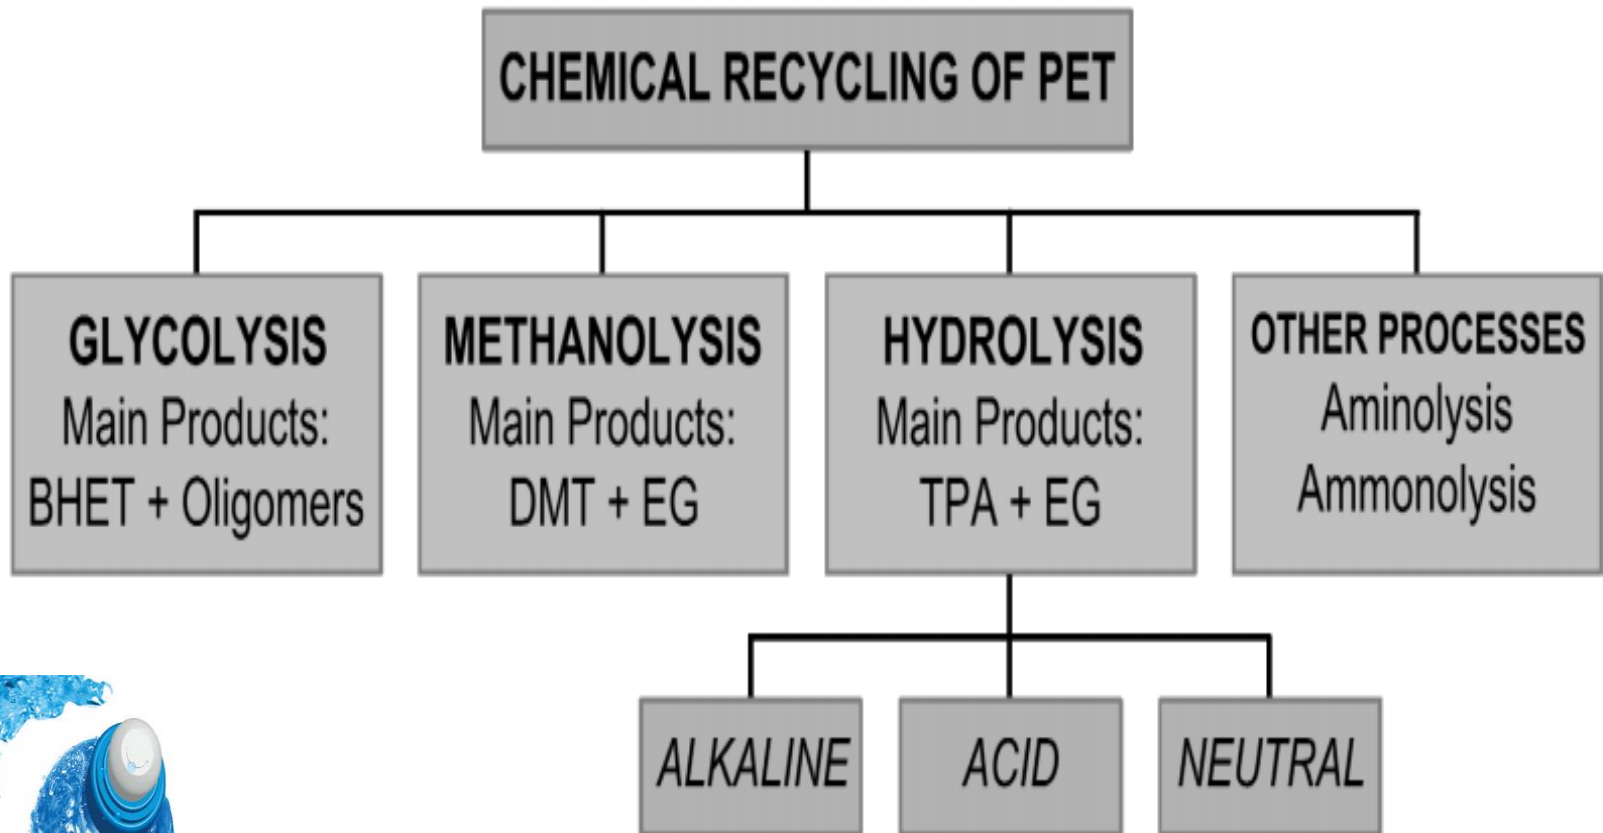 CHEMICAL RECYCLING OF PET
GLYCOLYSIS
Main Products:
BHET + Oligomers
METHANOLYSIS
Main Products:
DMT + EG
HYDROLYSIS
Main Products:
TPA + EG
OTHER PROCESSES
Aminolysis
Ammonolysis
ALKALINE
ACID
NEUTRAL